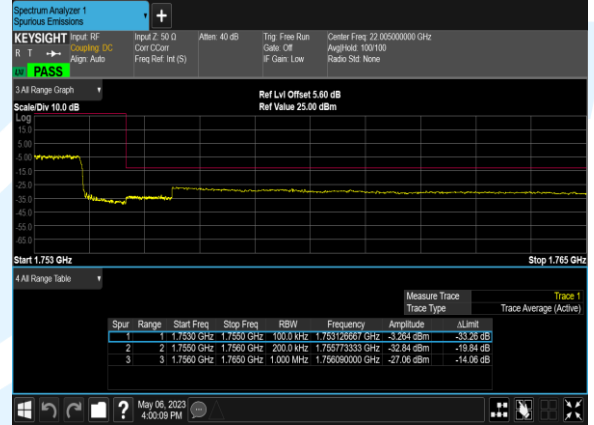 Spectrum Analyzer 1
Spurious Emissions
KEYSIGHT Input: RF Input Z: 50 Ω Atten: 40 dB Trig: Free Run Center Freq: 22.005000000 GHz
R T Coupling: DC Corr CCorr Gate: Off Avg|Hold: 100/100
Align: Auto Freq Ref: Int (S) IF Gain: Low Radio Std: None
PASS
3 All Range Graph
Ref Lvl Offset 5.60 dB
Scale/Div 10.0 dB Ref Value 25.00 dBm
Log
15.0
5.00
-5.00
-15.0
-25.0
-35.0
-45.0
-55.0
-65.0
Start 1.753 GHz Stop 1.765 GHz
4 All Range Table
Measure Trace Trace 1
Trace Type Trace Average (Active)
Spur Range Start Freq Stop Freq RBW Frequency Amplitude ΔLimit
1 1 1.7530 GHz 1.7550 GHz 100.0 kHz 1.753126667 GHz -3.264 dBm -33.26 dB
2 2 1.7550 GHz 1.7560 GHz 200.0 kHz 1.755773333 GHz -32.84 dBm -19.84 dB
3 3 1.7560 GHz 1.7650 GHz 1.000 MHz 1.756090000 GHz -27.06 dBm -14.06 dB
May 06, 2023
4:00:09 PM